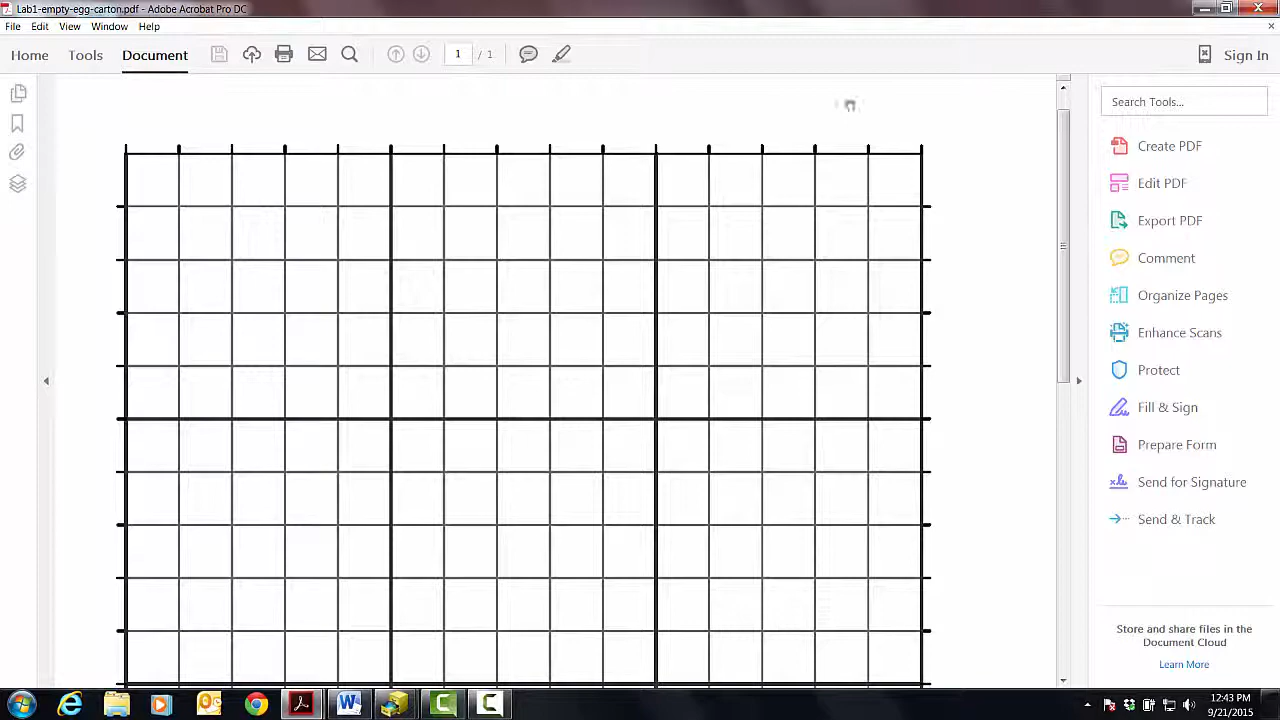 Lab1-empty-egg-carton.pdf - Adobe Acrobat Pro DC
File Edit View Window Help
Home Tools Document 1 / 1 Sign In
Search Tools...
Create PDF
Edit PDF
Export PDF
Comment
Organize Pages
Enhance Scans
Protect
Fill & Sign
Prepare Form
Send for Signature
Send & Track
Store and share files in the
Document Cloud
Learn More
12:43 PM
9/21/2015